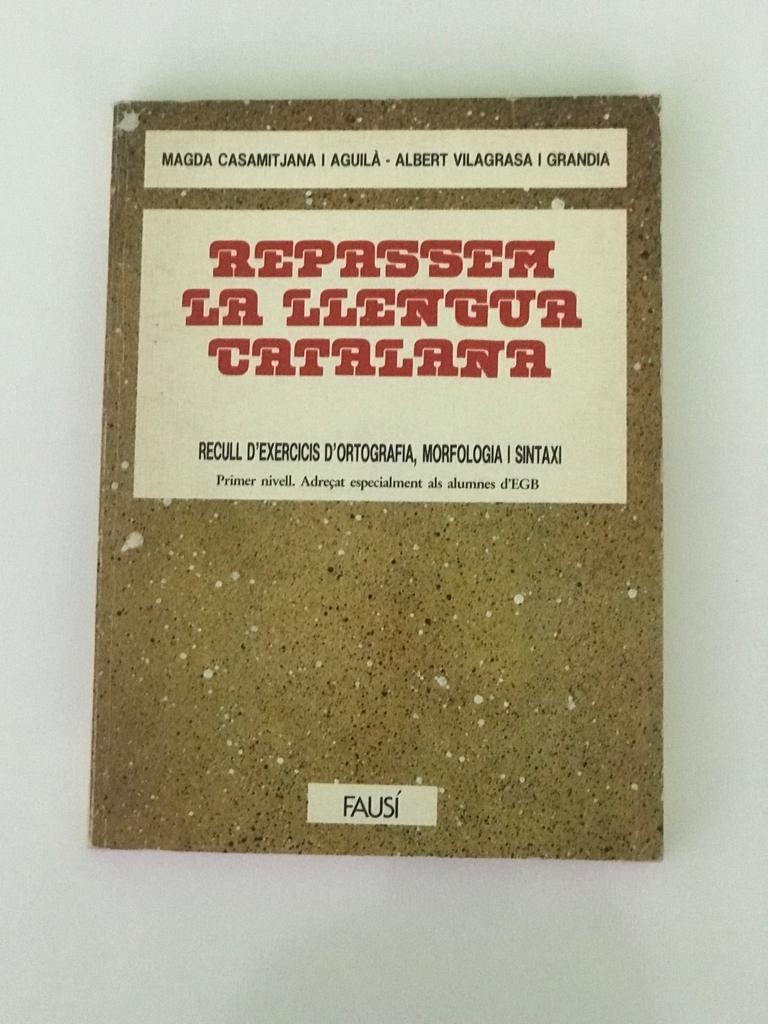 MAGDA CASAMITJANA I AGUILÀ - ALBERT VILAGRASA I GRANDIA
REPASSEM
LA LLENGUA
CATALANA
RECULL D'EXERCICIS D'ORTOGRAFIA, MORFOLOGIA I SINTAXI
Primer nivell. Adreçat especialment als alumnes d'EGB
FAUSÍ